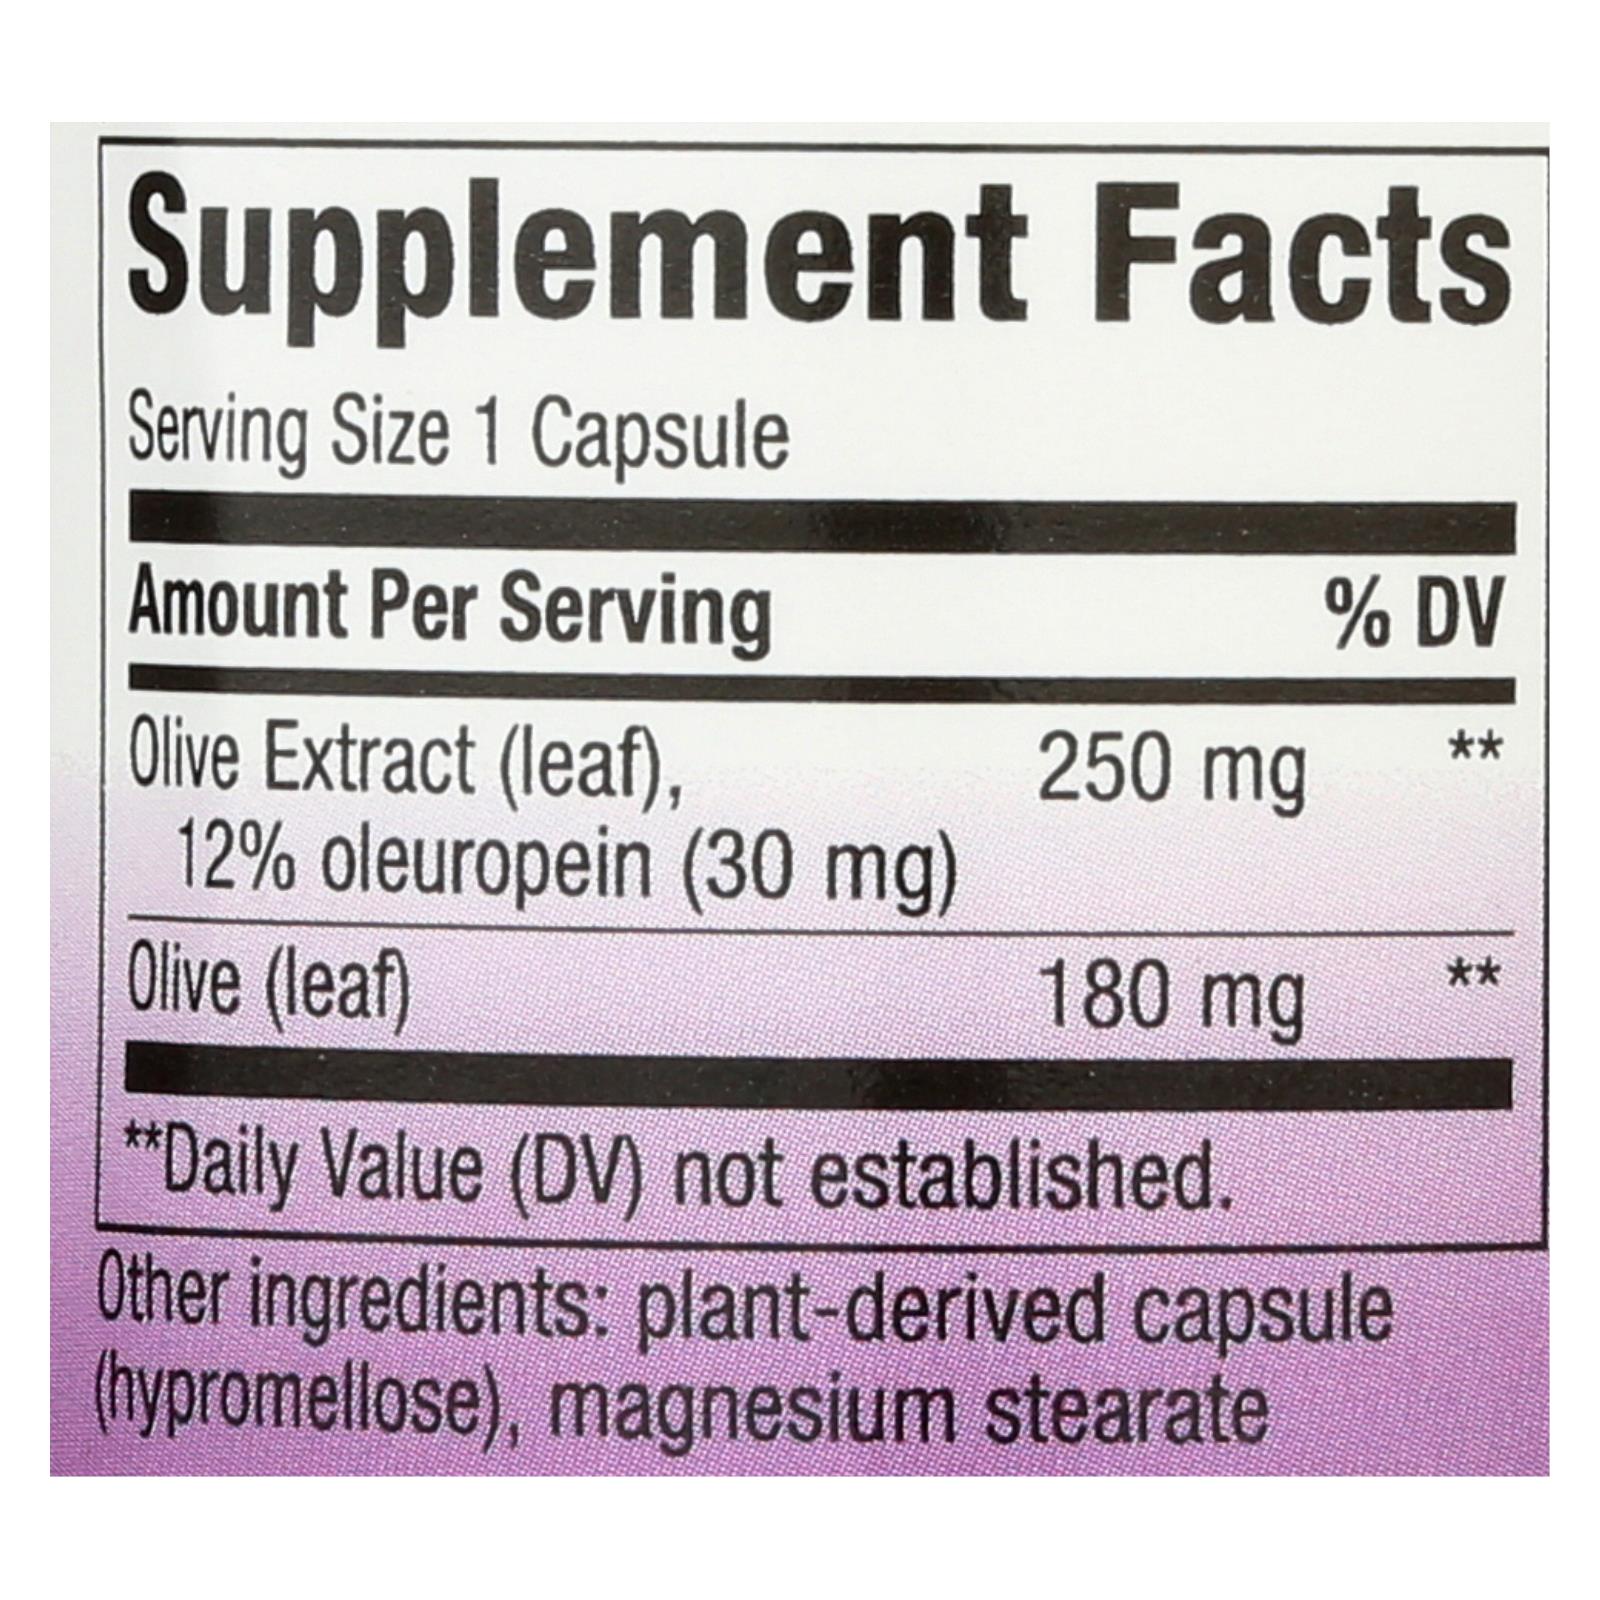 Supplement Facts
Serving Size 1 Capsule
Amount Per Serving % DV
Olive Extract (leaf), 250 mg **
12% oleuropein (30 mg)
Olive (leaf) 180 mg **
**Daily Value (DV) not established.
Other ingredients: plant-derived capsule
(hypromellose), magnesium stearate